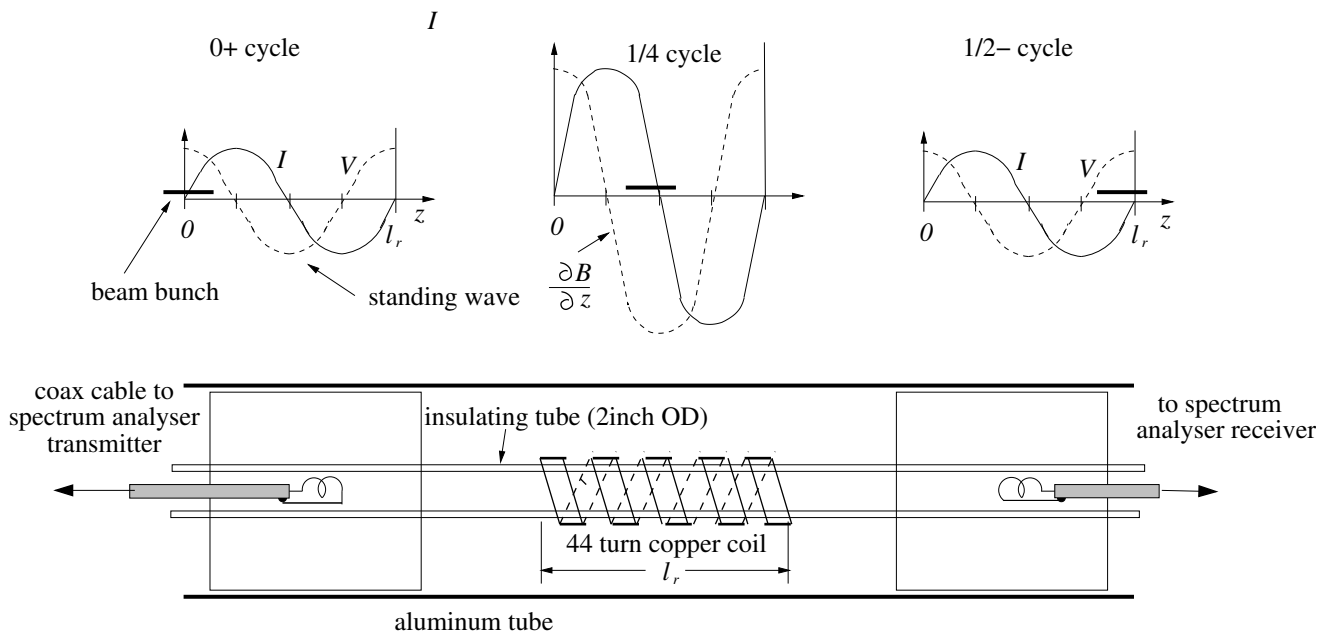 I
0+ cycle
1/4 cycle
1/2− cycle
I
V
0
l r
z
beam bunch
standing wave
0
∂B
∂z
I
V
0
l r
z
coax cable to
spectrum analyser
transmitter
insulating tube (2inch OD)
to spectrum
analyser receiver
r
44 turn copper coil
l r
aluminum tube